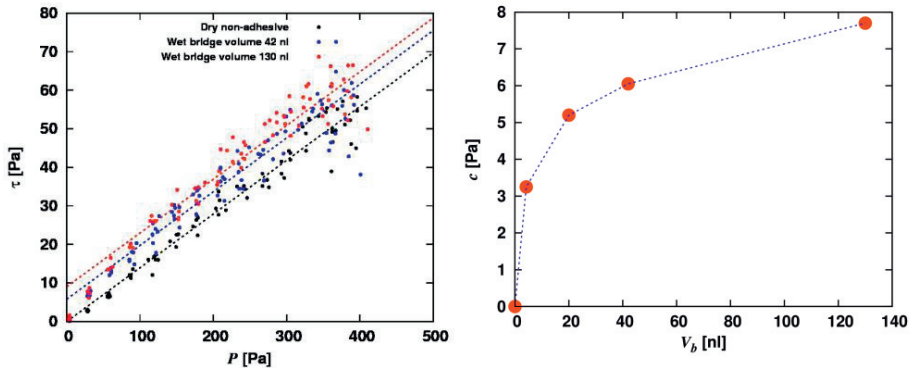 80
70
60
50
40
30
20
10
0
τ [Pa]
Dry non-adhesive
Wet bridge volume 42 nl
Wet bridge volume 130 nl
0 100 200 300 400 500
P [Pa]
8
7
6
5
4
3
2
1
0
c [Pa]
0 20 40 60 80 100 120 140
V_b [nl]